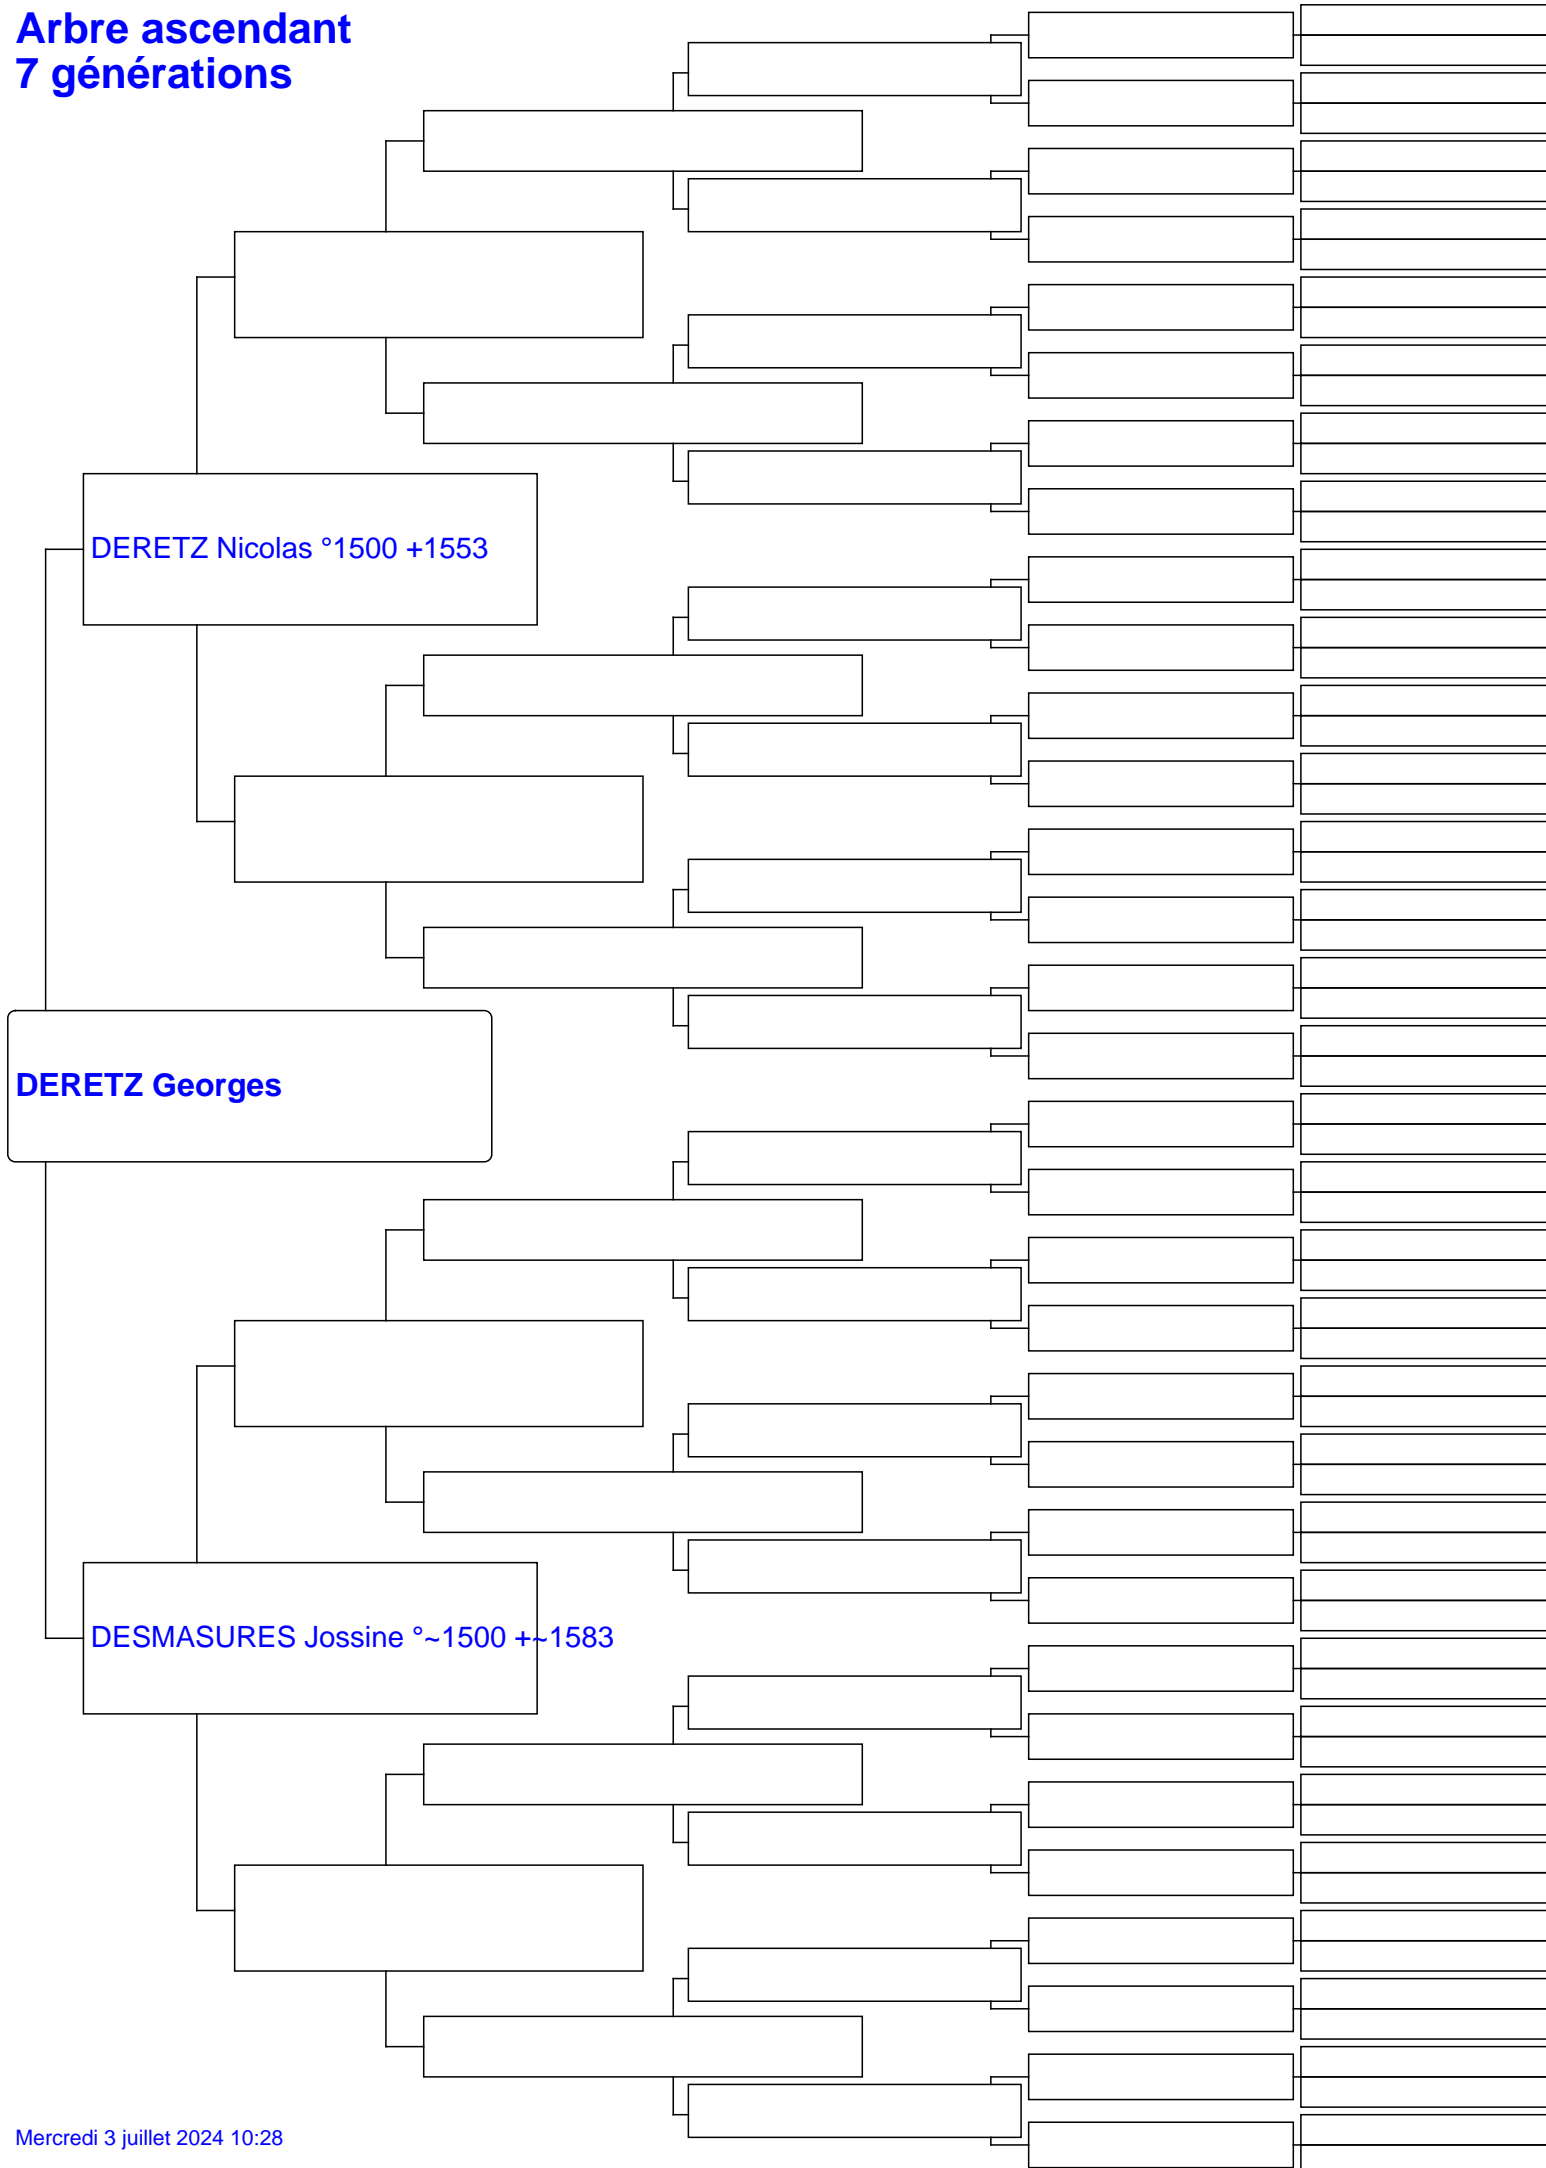 Arbre ascendant
7 générations
DERETZ Nicolas °1500 +1553
DERETZ Georges
DESMASURES Jossine °~1500 +~1583
Mercredi 3 juillet 2024 10:28